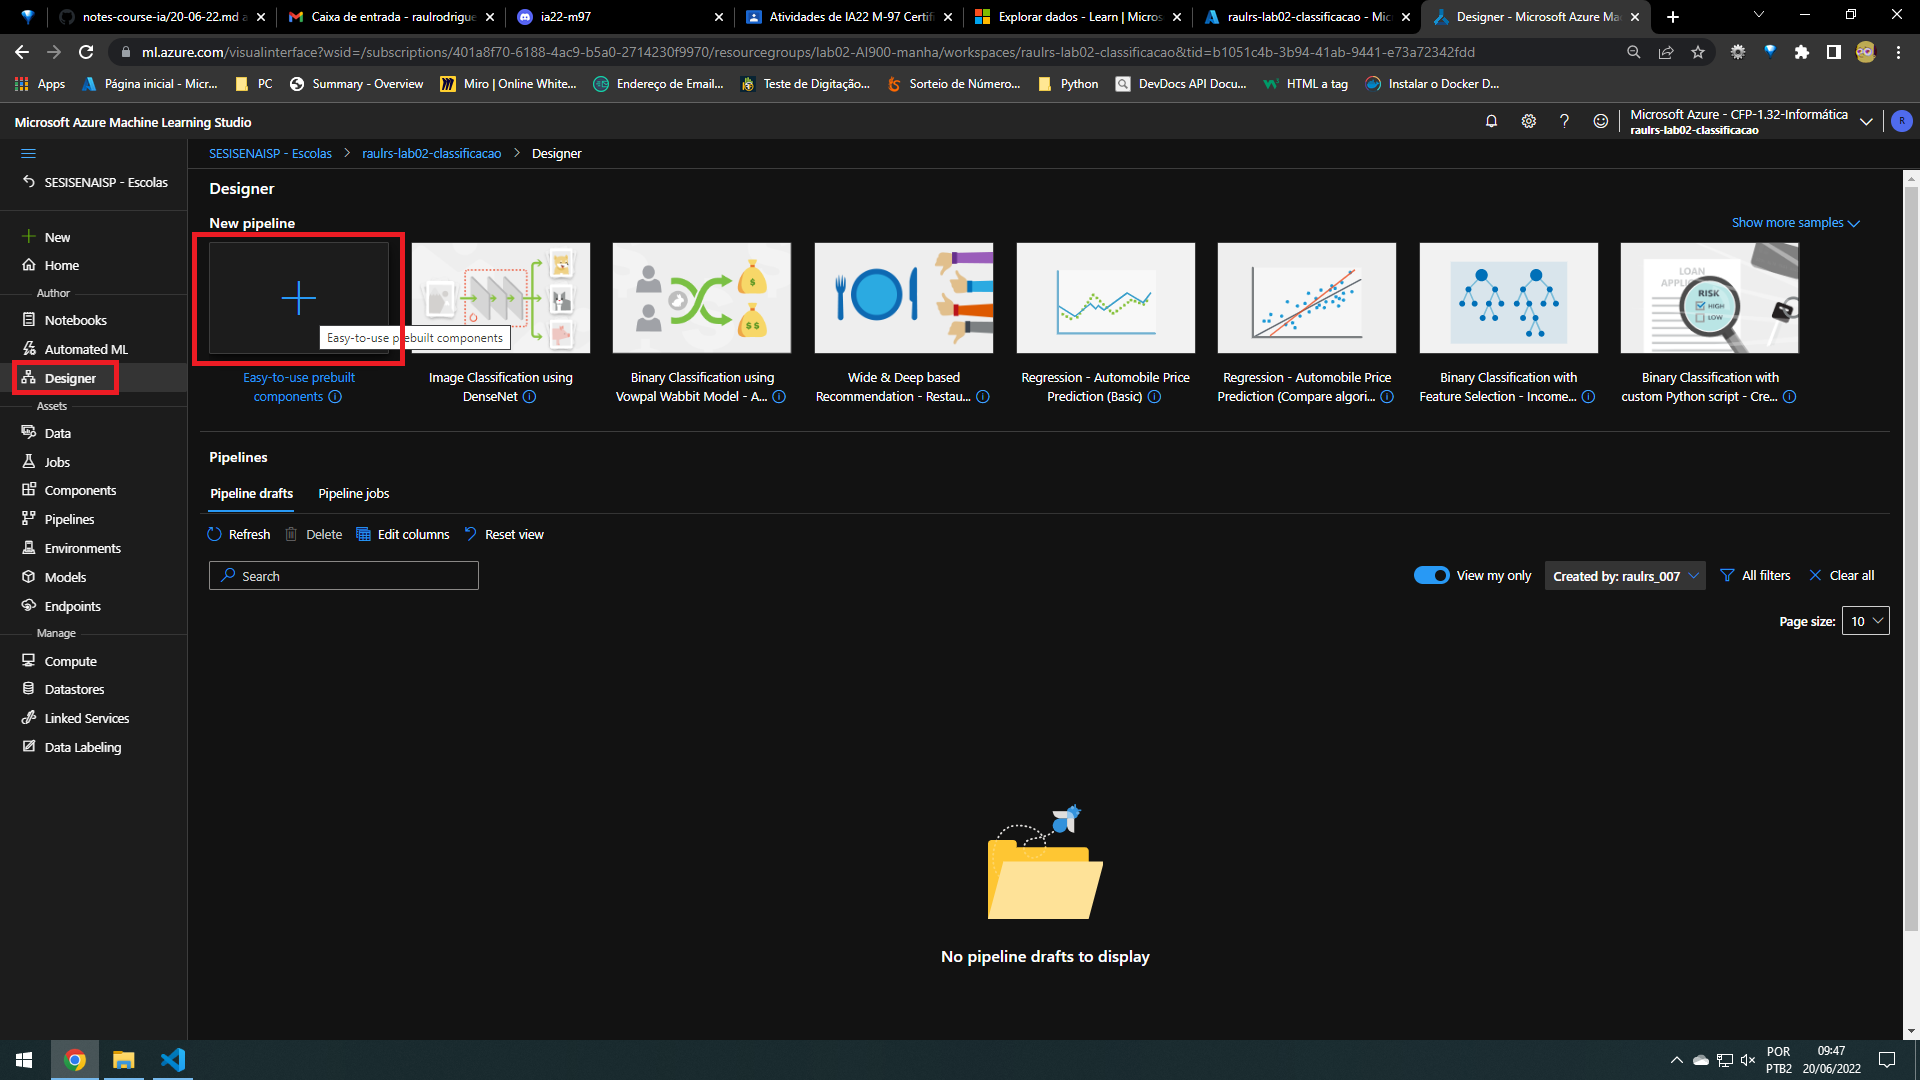 notes-course-ia/20-06-22.md a
Caixa de entrada - raulrodrigue
ia22-m97
Atividades de IA22 M-97 Certifi
Explorar dados - Learn | Micros
raulrs-lab02-classificacao - Mic
Designer - Microsoft Azure Ma
ml.azure.com/visualinterface?wsid=/subscriptions/401a8f70-6188-4ac9-b5a0-2714230f9970/resourcegroups/lab02-AI900-manha/workspaces/raulrs-lab02-classificacao&tid=b1051c4b-3b94-41ab-9441-e73a72342fdd
Apps
Página inicial - Micr...
PC
Summary - Overview
Miro | Online White...
Endereço de Email...
Teste de Digitação...
Sorteio de Número...
Python
DevDocs API Docu...
HTML a tag
Instalar o Docker D...
Microsoft Azure Machine Learning Studio
Microsoft Azure - CFP-1.32-Informática
raulrs-lab02-classificacao
R
SESISENAISP - Escolas
New
Home
Author
Notebooks
Automated ML
Designer
Assets
Data
Jobs
Components
Pipelines
Environments
Models
Endpoints
Manage
Compute
Datastores
Linked Services
Data Labeling
SESISENAISP - Escolas > raulrs-lab02-classificacao > Designer
Designer
New pipeline
Show more samples
Easy-to-use prebuilt components
LOAN
RISK
HIGH
LOW
Easy-to-use prebuilt
components
Image Classification using
DenseNet
Binary Classification using
Vowpal Wabbit Model - A...
Wide & Deep based
Recommendation - Restau...
Regression - Automobile Price
Prediction (Basic)
Regression - Automobile Price
Prediction (Compare algori...
Binary Classification with
Feature Selection - Income...
Binary Classification with
custom Python script - Cre...
Pipelines
Pipeline drafts
Pipeline jobs
Refresh
Delete
Edit columns
Reset view
Search
View my only
Created by: raulrs_007
All filters
Clear all
Page size:
10
No pipeline drafts to display
POR
PTB2
09:47
20/06/2022